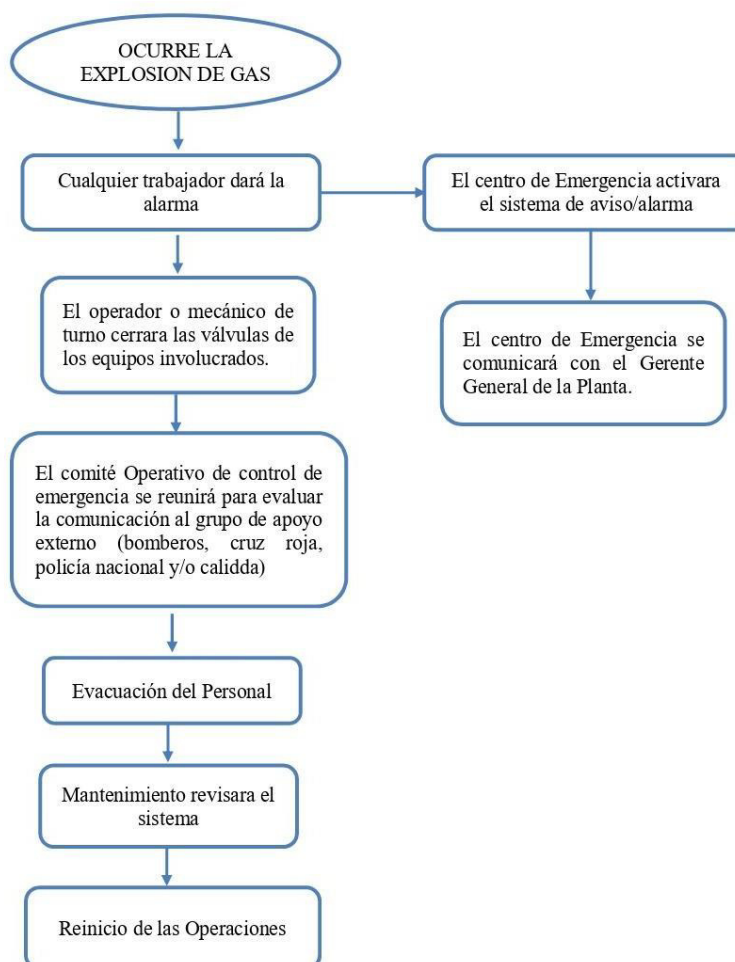 OCURRE LA
EXPLOSION DE GAS
Cualquier trabajador dará la
alarma
El centro de Emergencia activara
el sistema de aviso/alarma
El operador o mecánico de
turno cerrara las válvulas de
los equipos involucrados.
El centro de Emergencia se
comunicará con el Gerente
General de la Planta.
El comité Operativo de control de
emergencia se reunirá para evaluar
la comunicación al grupo de apoyo
externo (bomberos, cruz roja,
policía nacional y/o calidda)
Evacuación del Personal
Mantenimiento revisara el
sistema
Reinicio de las Operaciones